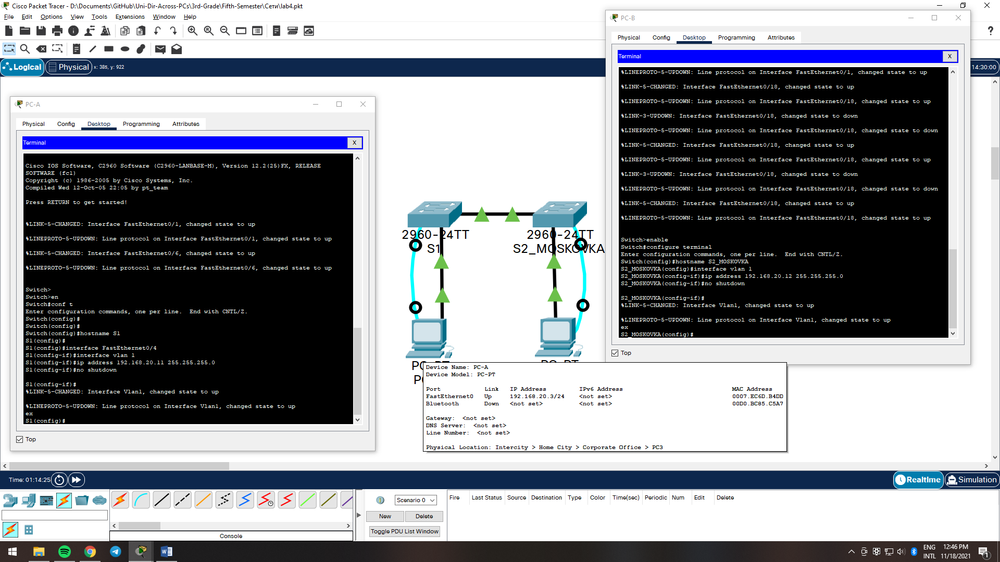 Cisco Packet Tracer - D:\Documents\GitHub\Uni-Dir-Across-PCs\3rd-Grade\Fifth-Semester\Сети\lab4.pkt
File Edit Options View Tools Extensions Window Help
Logical Physical x: 385, y: 922
14:30:00
PC-A
Physical Config Desktop Programming Attributes
Terminal X
Cisco IOS Software, C2960 Software (C2960-LANBASE-M), Version 12.2(25)FX, RELEASE
SOFTWARE (fc1)
Copyright (c) 1986-2005 by Cisco Systems, Inc.
Compiled Wed 12-Oct-05 22:05 by pt_team
Press RETURN to get started!
%LINK-5-CHANGED: Interface FastEthernet0/1, changed state to up
%LINEPROTO-5-UPDOWN: Line protocol on Interface FastEthernet0/1, changed state to up
%LINK-5-CHANGED: Interface FastEthernet0/6, changed state to up
%LINEPROTO-5-UPDOWN: Line protocol on Interface FastEthernet0/6, changed state to up
Switch>
Switch>en
Switch#conf t
Enter configuration commands, one per line.  End with CNTL/Z.
Switch(config)#
Switch(config)#
Switch(config)#hostname S1
S1(config)#
S1(config)#interface FastEthernet0/4
S1(config-if)#interface vlan 1
S1(config-if)#ip address 192.168.20.11 255.255.255.0
S1(config-if)#no shutdown
S1(config-if)#
%LINK-5-CHANGED: Interface Vlan1, changed state to up
%LINEPROTO-5-UPDOWN: Line protocol on Interface Vlan1, changed state to up
ex
S1(config)#
Top
2960-24TT
S1
2960-24TT
S2_MOSKOVKA
PC-B
Physical Config Desktop Programming Attributes
Terminal X
%LINEPROTO-5-UPDOWN: Line protocol on Interface FastEthernet0/1, changed state to up
%LINK-5-CHANGED: Interface FastEthernet0/18, changed state to up
%LINEPROTO-5-UPDOWN: Line protocol on Interface FastEthernet0/18, changed state to up
%LINK-3-UPDOWN: Interface FastEthernet0/18, changed state to down
%LINEPROTO-5-UPDOWN: Line protocol on Interface FastEthernet0/18, changed state to down
%LINK-5-CHANGED: Interface FastEthernet0/18, changed state to up
%LINEPROTO-5-UPDOWN: Line protocol on Interface FastEthernet0/18, changed state to up
%LINK-3-UPDOWN: Interface FastEthernet0/18, changed state to down
%LINEPROTO-5-UPDOWN: Line protocol on Interface FastEthernet0/18, changed state to down
%LINK-5-CHANGED: Interface FastEthernet0/18, changed state to up
%LINEPROTO-5-UPDOWN: Line protocol on Interface FastEthernet0/18, changed state to up
Switch>enable
Switch#configure terminal
Enter configuration commands, one per line.  End with CNTL/Z.
Switch(config)#hostname S2_MOSKOVKA
S2_MOSKOVKA(config)#interface vlan 1
S2_MOSKOVKA(config-if)#ip address 192.168.20.12 255.255.255.0
S2_MOSKOVKA(config-if)#no shutdown
S2_MOSKOVKA(config-if)#
%LINK-5-CHANGED: Interface Vlan1, changed state to up
%LINEPROTO-5-UPDOWN: Line protocol on Interface Vlan1, changed state to up
ex
S2_MOSKOVKA(config)#
Top
PC-PT
PC-PT
Device Name: PC-A
Device Model: PC-PT
Port Link IP Address IPv6 Address MAC Address
FastEthernet0 Up 192.168.20.3/24 <not set> 0007.EC6D.B4DD
Bluetooth Down <not set> <not set> 00D0.BC85.C5A7
Gateway: <not set>
DNS Server: <not set>
Line Number: <not set>
Physical Location: Intercity > Home City > Corporate Office > PC3
Time: 01:14:25
Realtime Simulation
Scenario 0
New Delete
Toggle PDU List Window
Fire Last Status Source Destination Type Color Time(sec) Periodic Num Edit Delete
Console
ENG
INTL
12:46 PM
11/18/2021
1